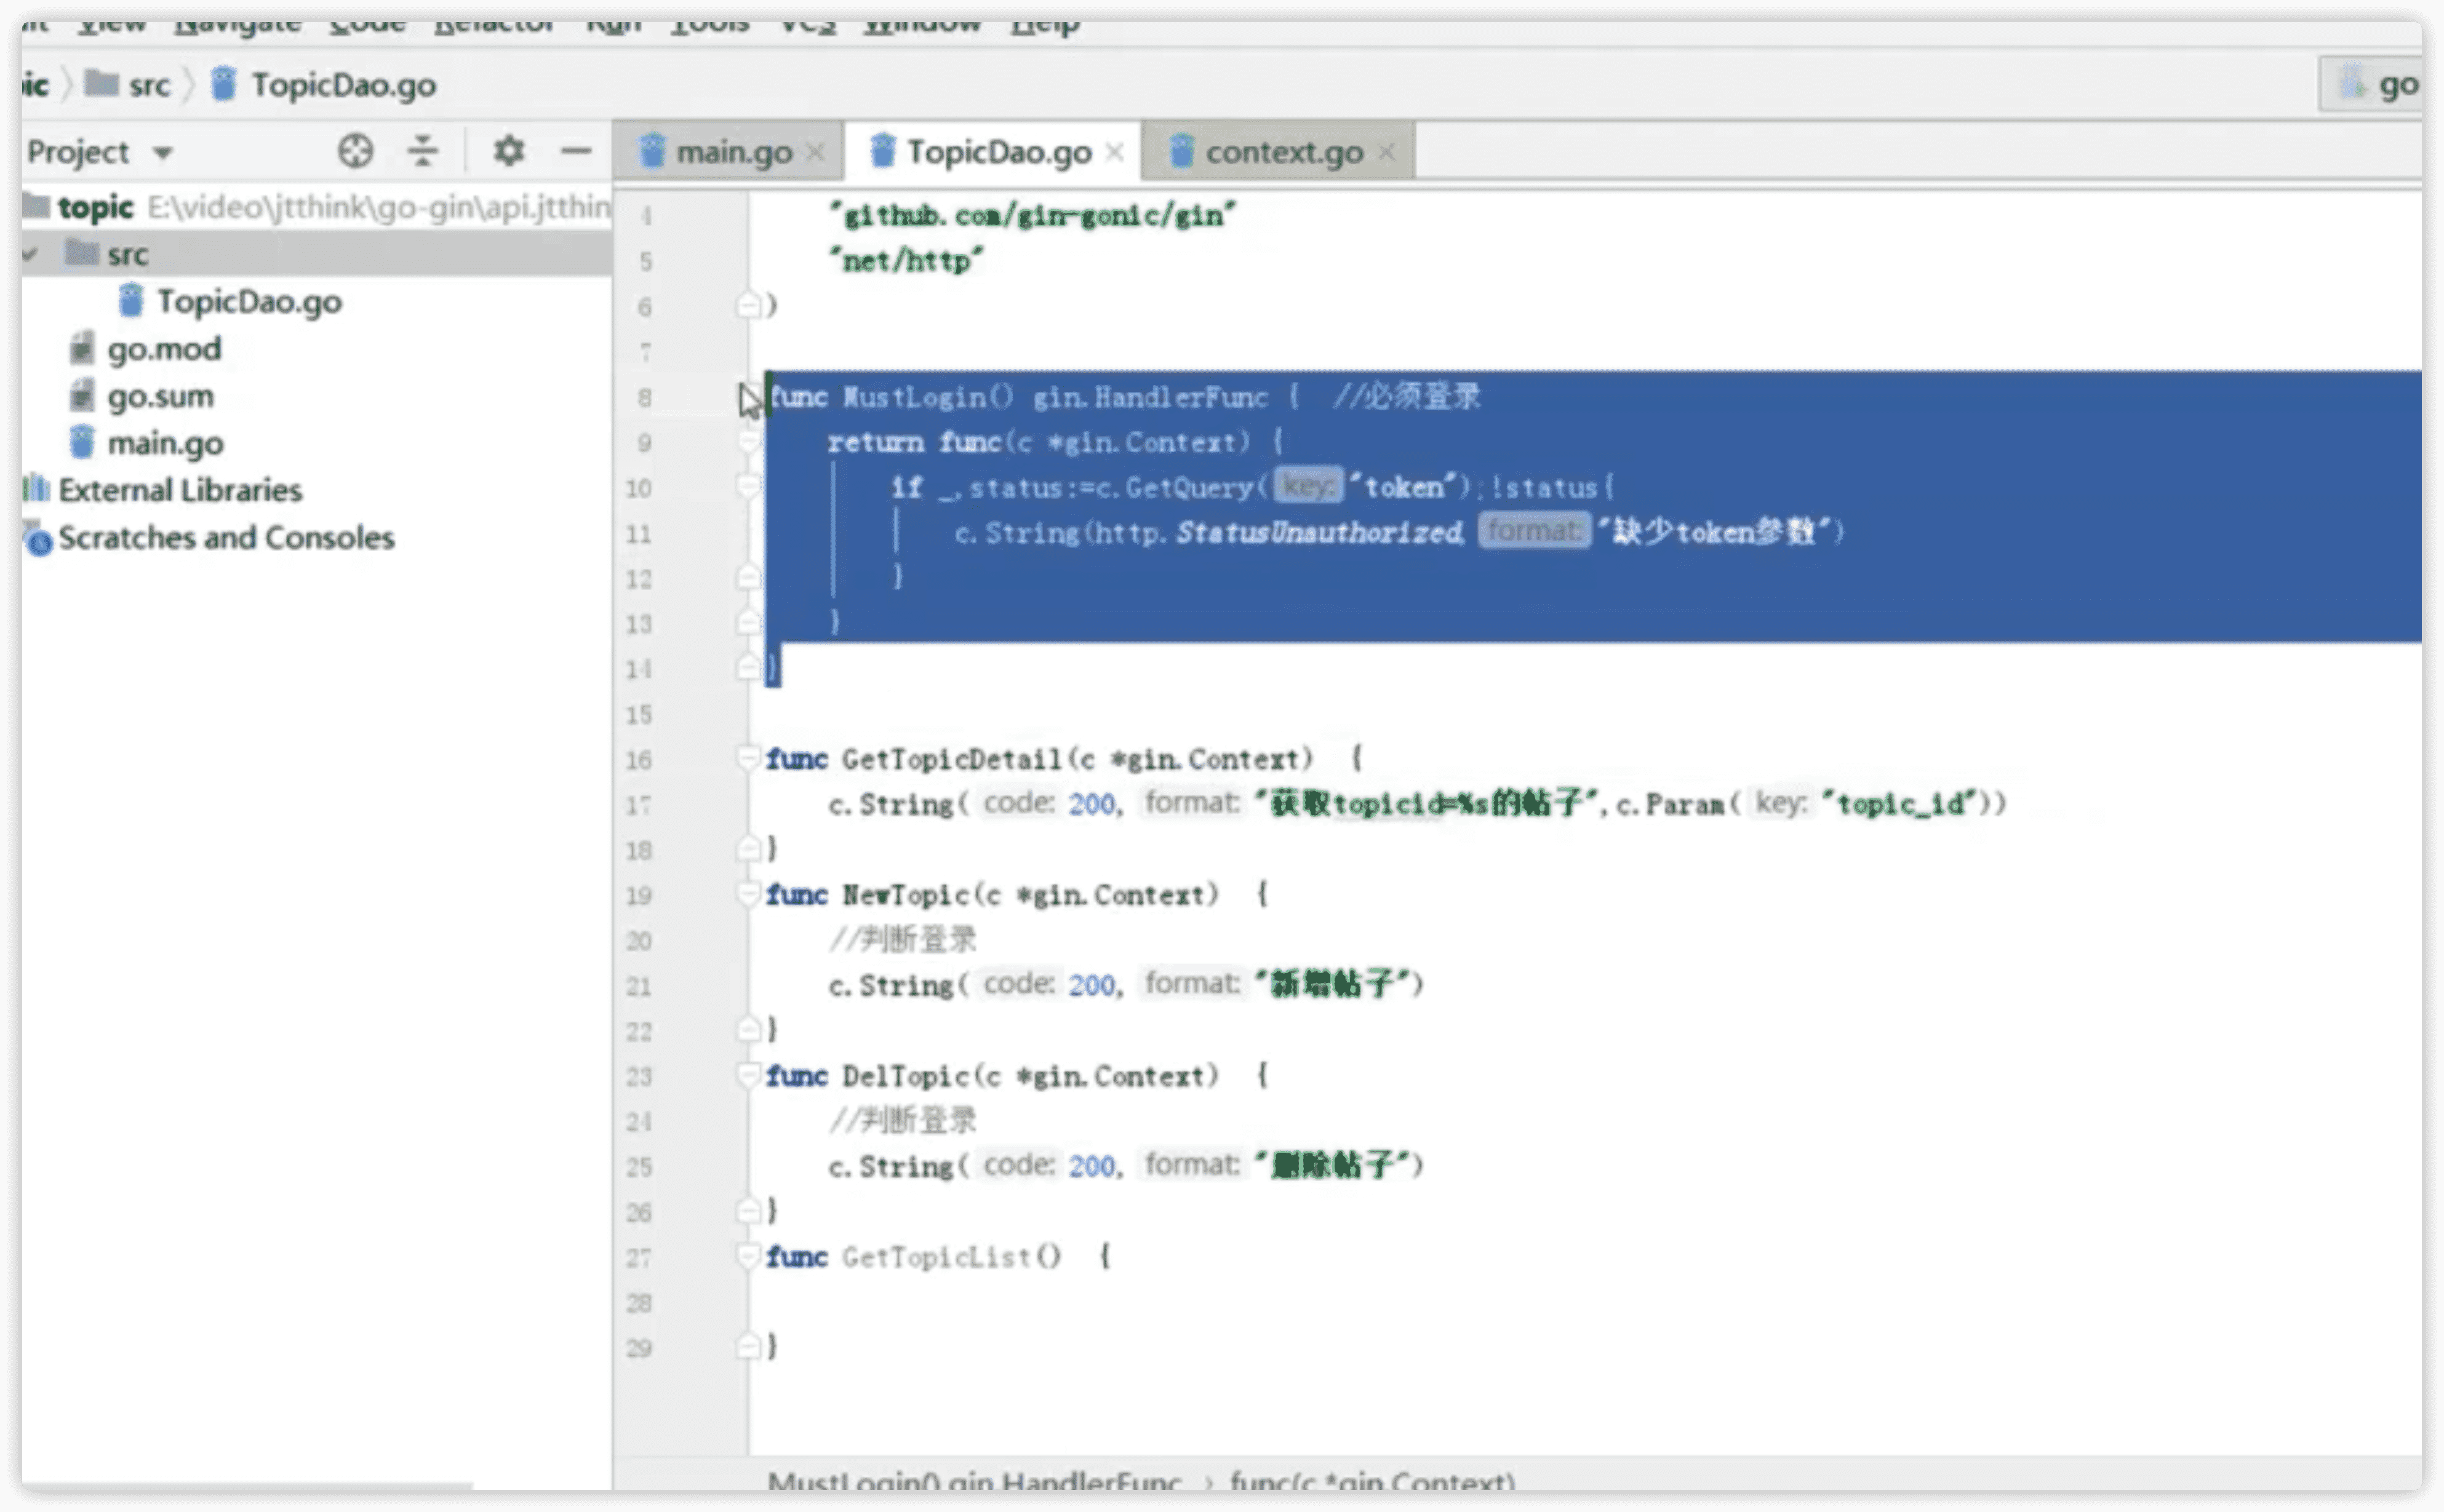 View Navigate Code Refactor Run Tools VCS Window Help
ic src TopicDao.go
go
Project
main.go TopicDao.go context.go
topic E:\video\jtthink\go-gin\api.jtthin
src
TopicDao.go
go.mod
go.sum
main.go
External Libraries
Scratches and Consoles
4 "github.com/gin-gonic/gin"
5 "net/http"
6 )
7
8 func MustLogin() gin.HandlerFunc { //必须登录
9 return func(c *gin.Context) {
10 if _,status:=c.GetQuery( key: "token");!status{
11 c.String(http.StatusUnauthorized, format: "缺少token参数")
12 }
13 }
14 }
15
16 func GetTopicDetail(c *gin.Context) {
17 c.String( code: 200, format: "获取topicid=%s的帖子",c.Param( key: "topic_id"))
18 }
19 func NewTopic(c *gin.Context) {
20 //判断登录
21 c.String( code: 200, format: "新增帖子")
22 }
23 func DelTopic(c *gin.Context) {
24 //判断登录
25 c.String( code: 200, format: "删除帖子")
26 }
27 func GetTopicList() {
28
29 }
MustLogin() gin.HandlerFunc › func(c *gin.Context)